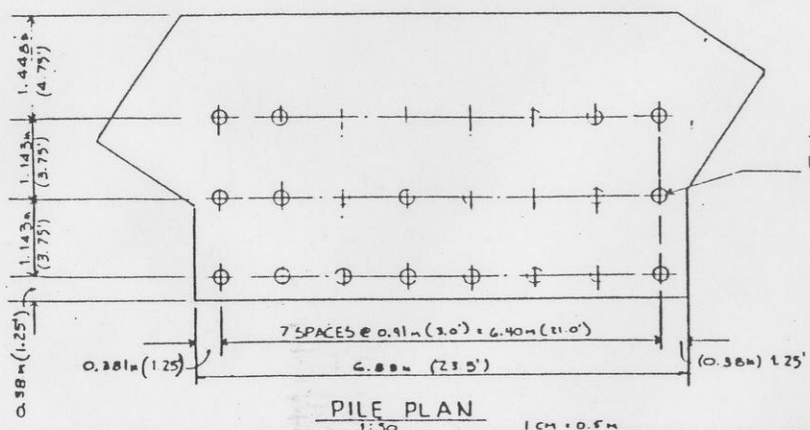 1.448m
(4.75')
1.143m
(3.75')
1.143m
(3.75')
0.38m(1.25')
7 SPACES @ 0.91m (3.0') = 6.40m (21.0')
0.381m(1.25)
6.88m (23.5')
(0.38m) 1.25'
PILE PLAN
1:50
1CM = 0.5M